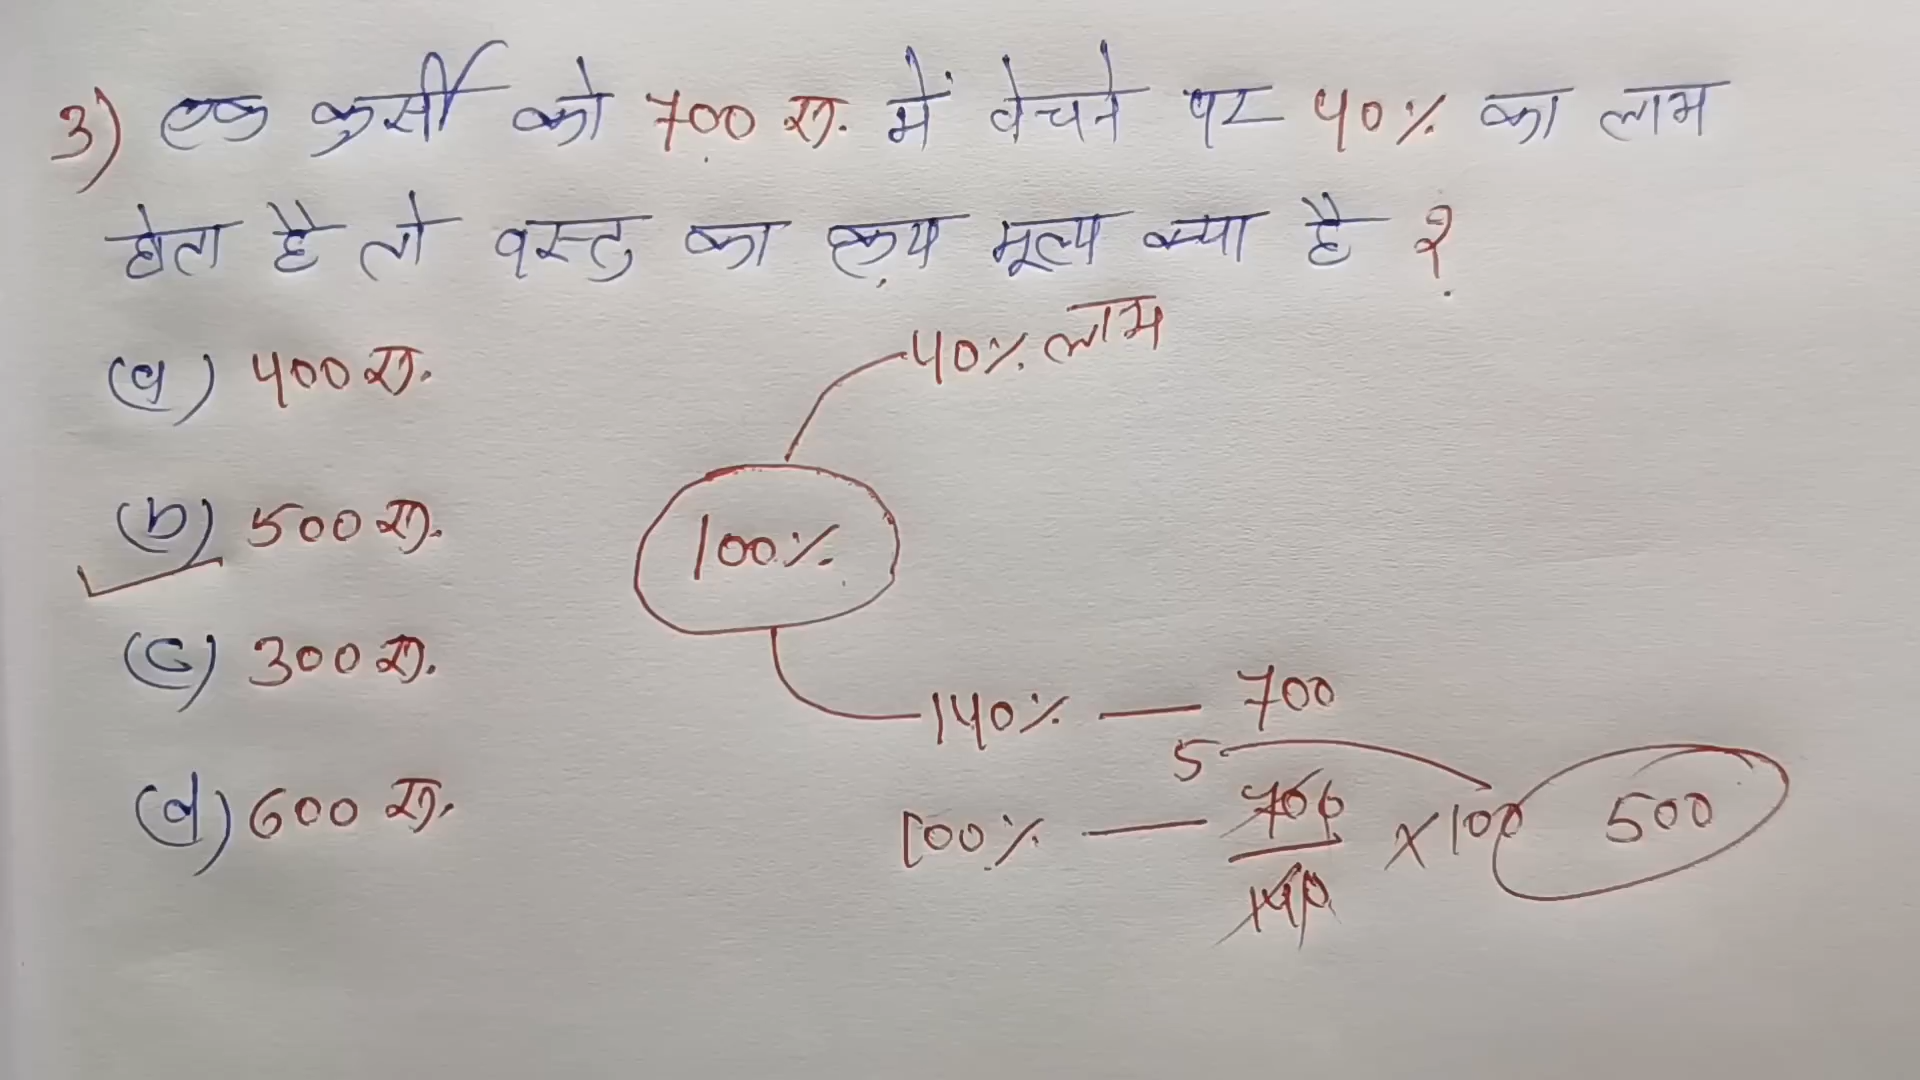 3) एक कुर्सी को 700 रु. में बेचने पर 40% का लाभ
होता है तो वस्तु का क्रय मूल्य क्या है ?
(a) 400 रु.
40% लाभ
(b) 500 रु.
100%
(c) 300 रु.
140% — 700
5
(d) 600 रु.
100% — 700/140 ×100 500